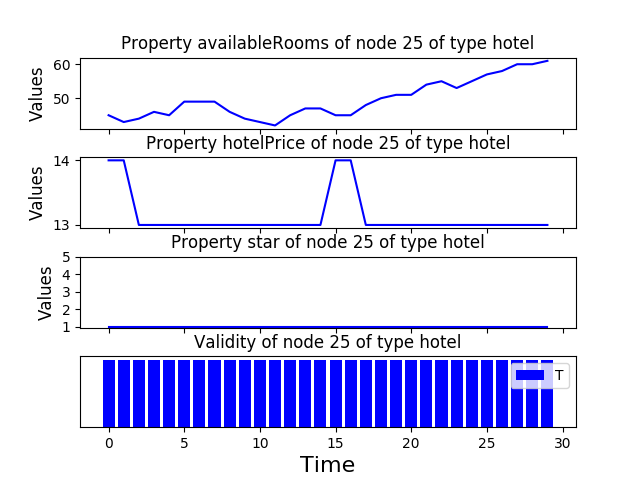 Property availableRooms of node 25 of type hotel
60
50
Values
Property hotelPrice of node 25 of type hotel
14
13
Values
Property star of node 25 of type hotel
5
4
3
2
1
Values
Validity of node 25 of type hotel
T
0 5 10 15 20 25 30
Time